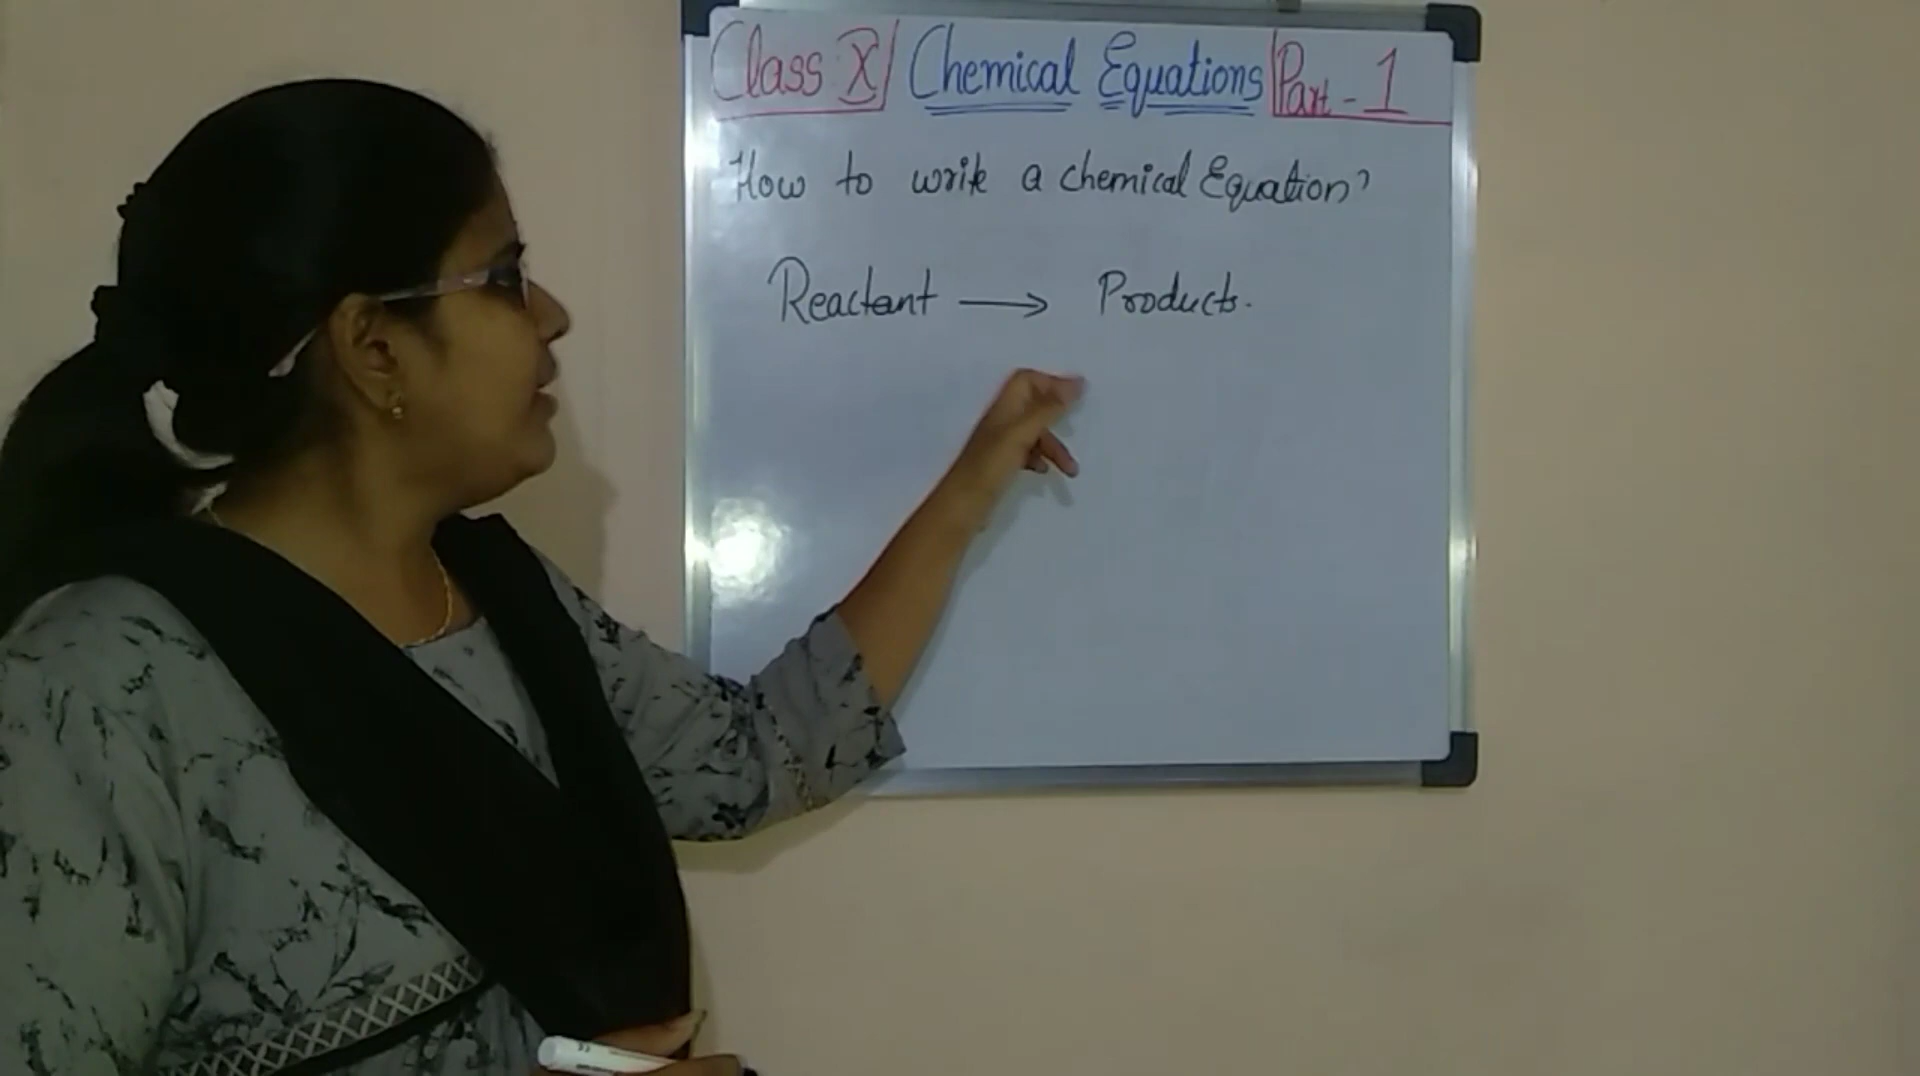 Class X Chemical Equations Part - 1
How to write a chemical Equation?
Reactant → Products.